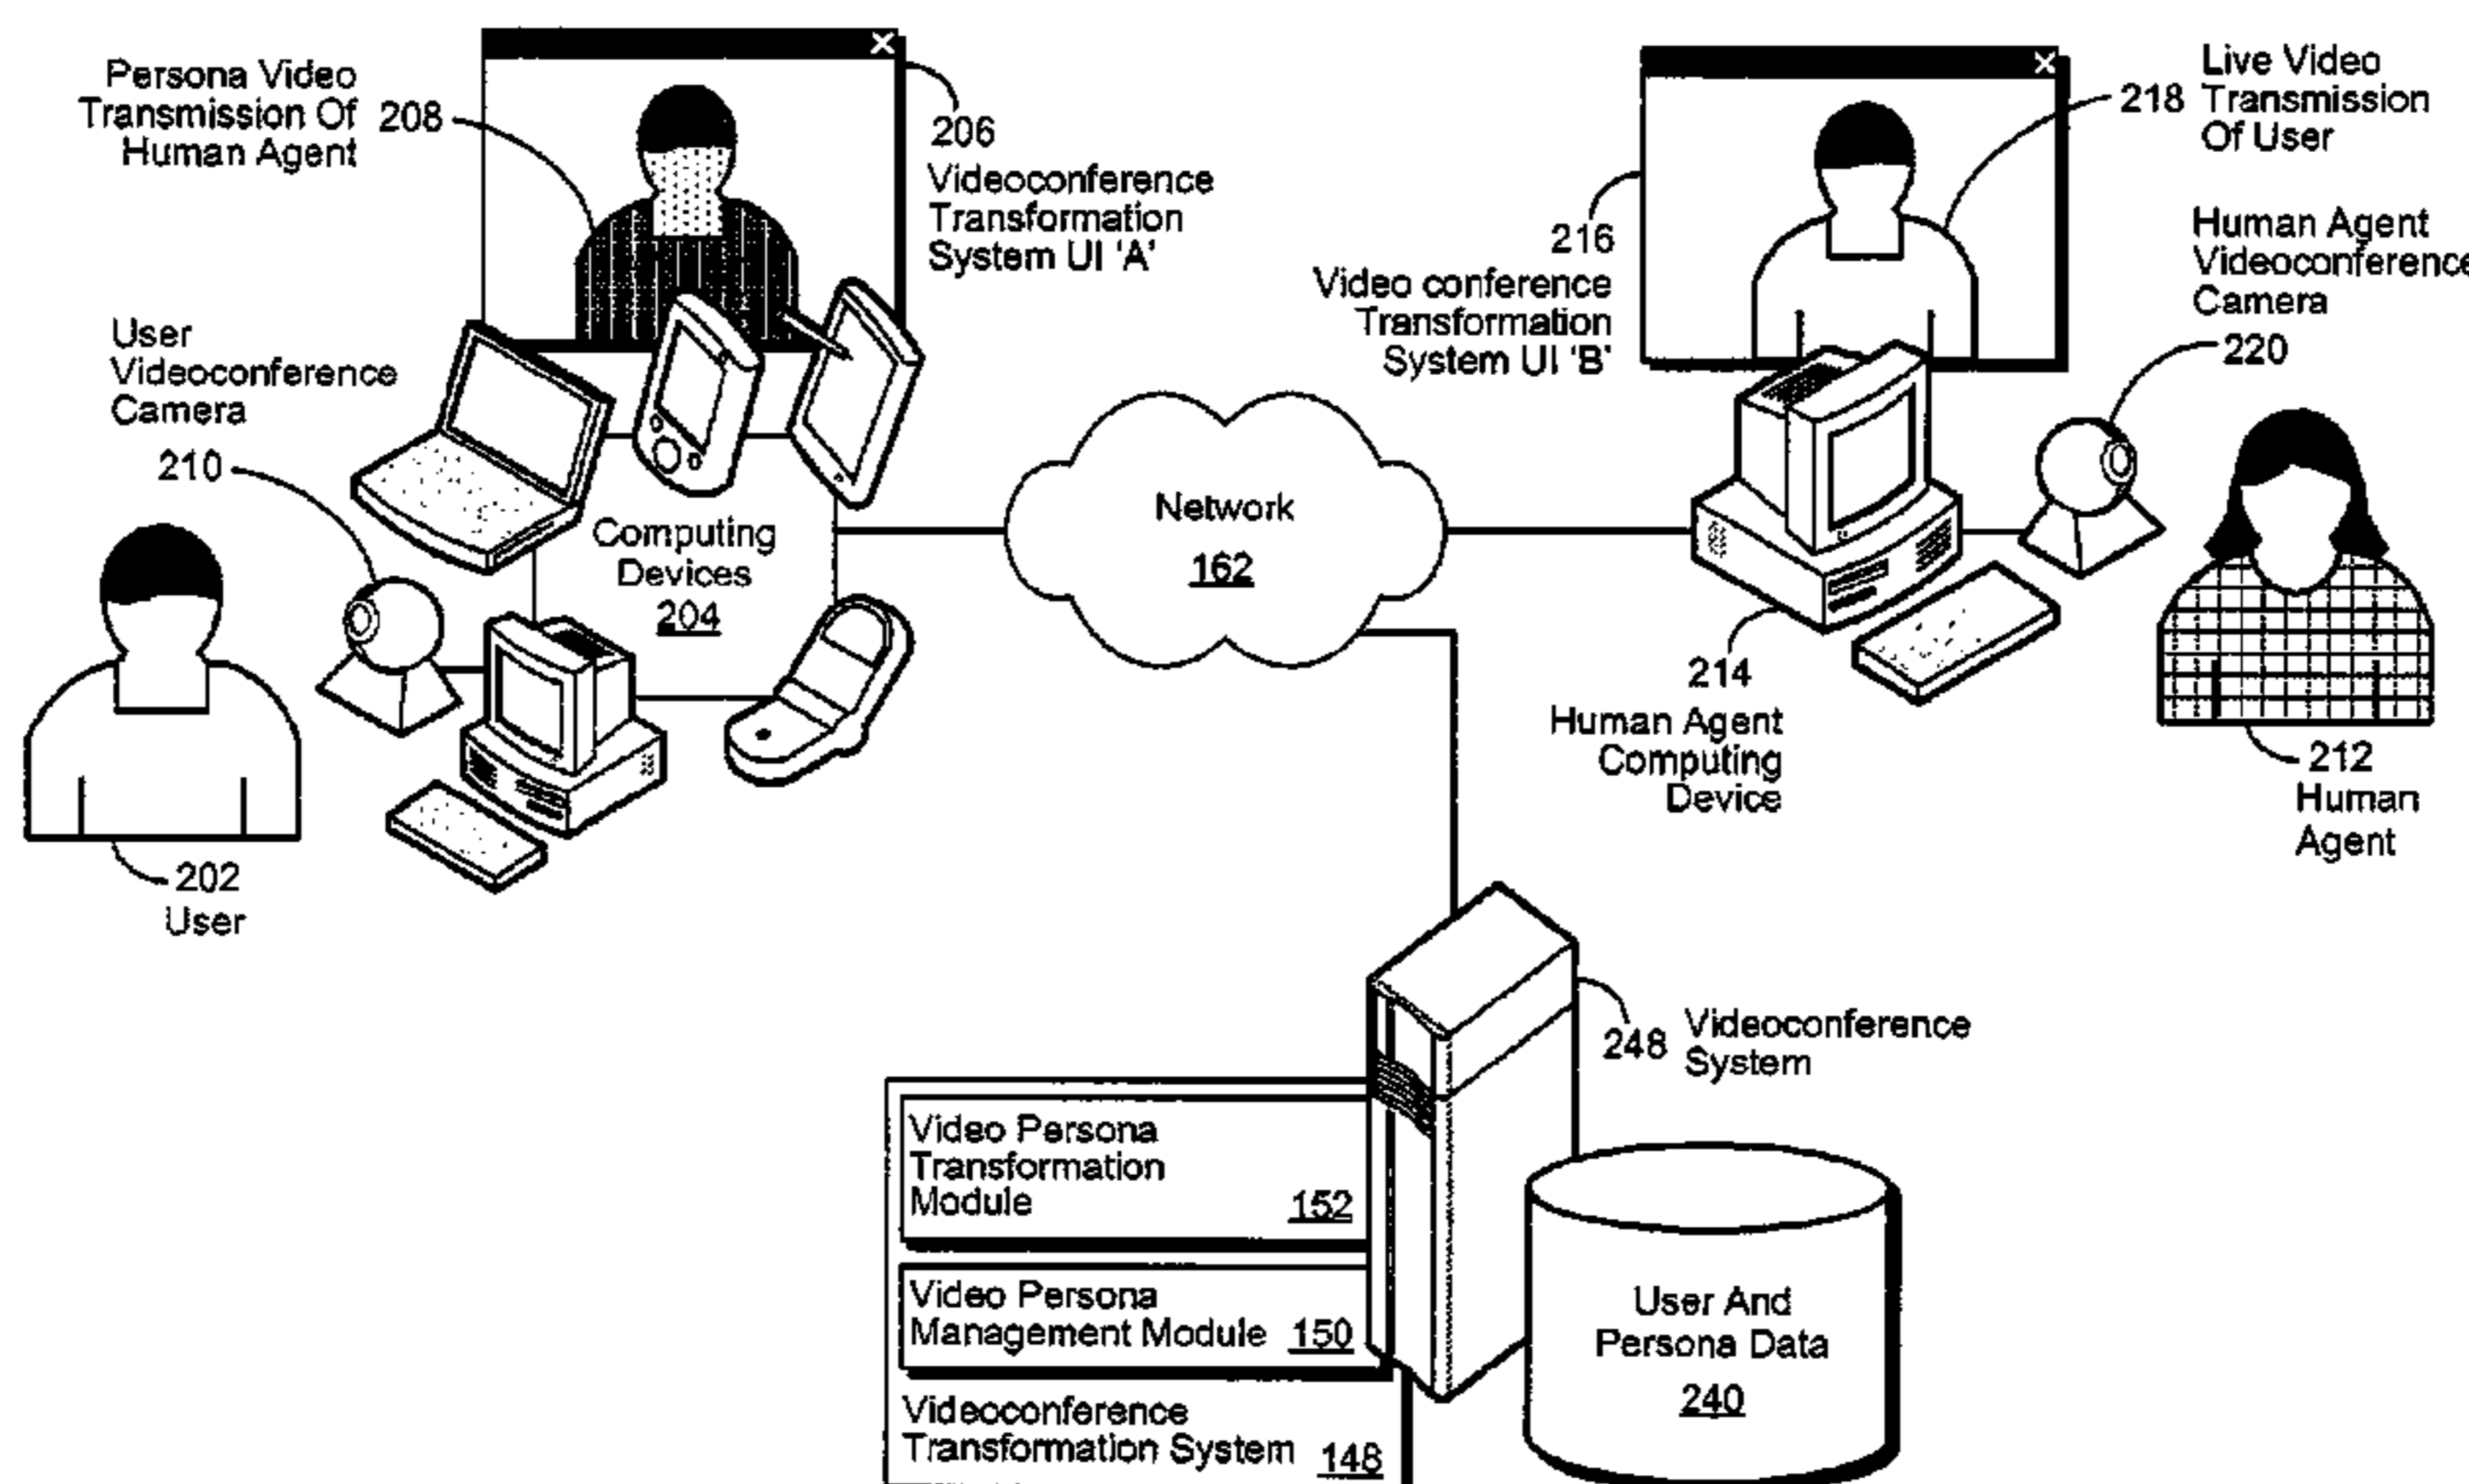 Persona Video
Transmission Of
Human Agent
208
206
Videoconference
Transformation
System UI 'A'
User
Videoconference
Camera
210
Computing
Devices
204
202
User
Network
162
216
Video conference
Transformation
System UI 'B'
218
Live Video
Transmission
Of User
Human Agent
Videoconference
Camera
220
214
Human Agent
Computing
Device
212
Human
Agent
248
Videoconference
System
Video Persona
Transformation
Module 152
Video Persona
Management Module 150
Videoconference
Transformation System 148
User And
Persona Data
240